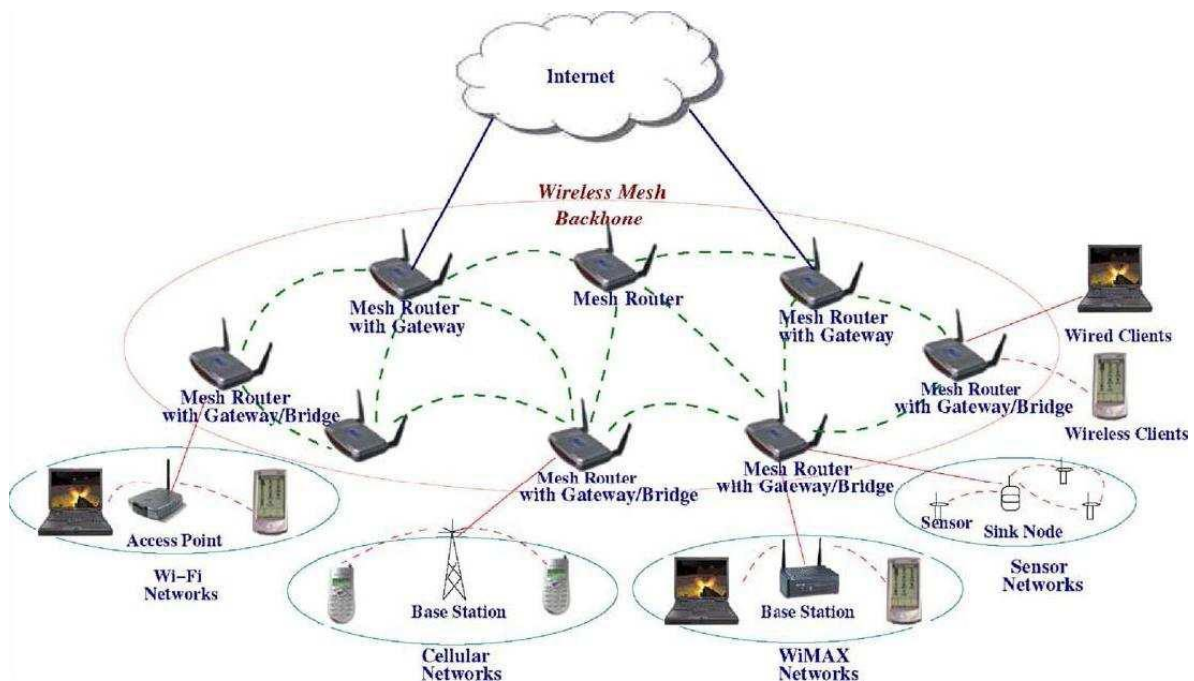 Internet
Wireless Mesh
Backbone
Mesh Router
with Gateway
Mesh Router
Mesh Router
with Gateway
Wired Clients
Mesh Router
with Gateway/Bridge
Mesh Router
with Gateway/Bridge
Wireless Clients
Mesh Router
with Gateway/Bridge
Mesh Router
with Gateway/Bridge
Access Point
Wi-Fi
Networks
Base Station
Cellular
Networks
Base Station
WiMAX
Networks
Sensor
Sink Node
Sensor
Networks